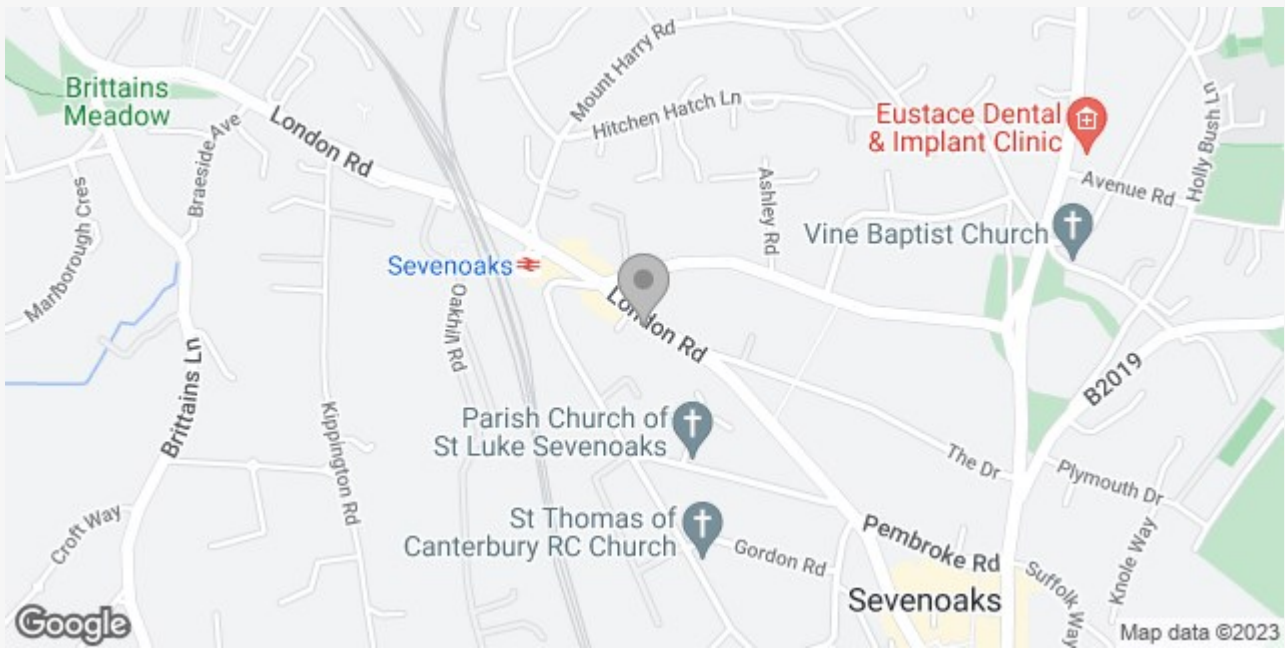 Mount Harry Rd
Brittains
Meadow
London Rd
Hitchen Hatch Ln
Eustace Dental
& Implant Clinic
Holly Bush Ln
Braeside Ave
Avenue Rd
Ashley Rd
Marlborough Cres
Vine Baptist Church
Sevenoaks
Oakhill Rd
London Rd
B2019
Brittains Ln
Kippington Rd
Parish Church of
St Luke Sevenoaks
The Dr
Plymouth Dr
Croft Way
St Thomas of
Canterbury RC Church
Gordon Rd
Pembroke Rd
Knole Way
Suffolk Way
Sevenoaks
Google
Map data ©2023